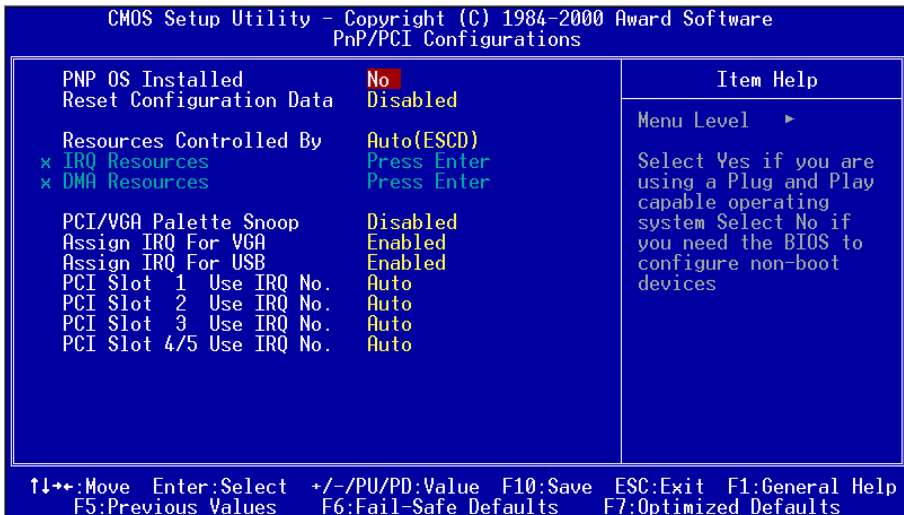 CMOS Setup Utility – Copyright (C) 1984-2000 Award Software
PnP/PCI Configurations
PNP OS Installed No
Reset Configuration Data Disabled
Resources Controlled By Auto(ESCD)
x IRQ Resources Press Enter
x DMA Resources Press Enter
PCI/VGA Palette Snoop Disabled
Assign IRQ For VGA Enabled
Assign IRQ For USB Enabled
PCI Slot 1 Use IRQ No. Auto
PCI Slot 2 Use IRQ No. Auto
PCI Slot 3 Use IRQ No. Auto
PCI Slot 4/5 Use IRQ No. Auto
Item Help
Menu Level ►
Select Yes if you are
using a Plug and Play
capable operating
system Select No if
you need the BIOS to
configure non-boot
devices
↑↓→←:Move Enter:Select +/-/PU/PD:Value F10:Save ESC:Exit F1:General Help
F5:Previous Values F6:Fail-Safe Defaults F7:Optimized Defaults